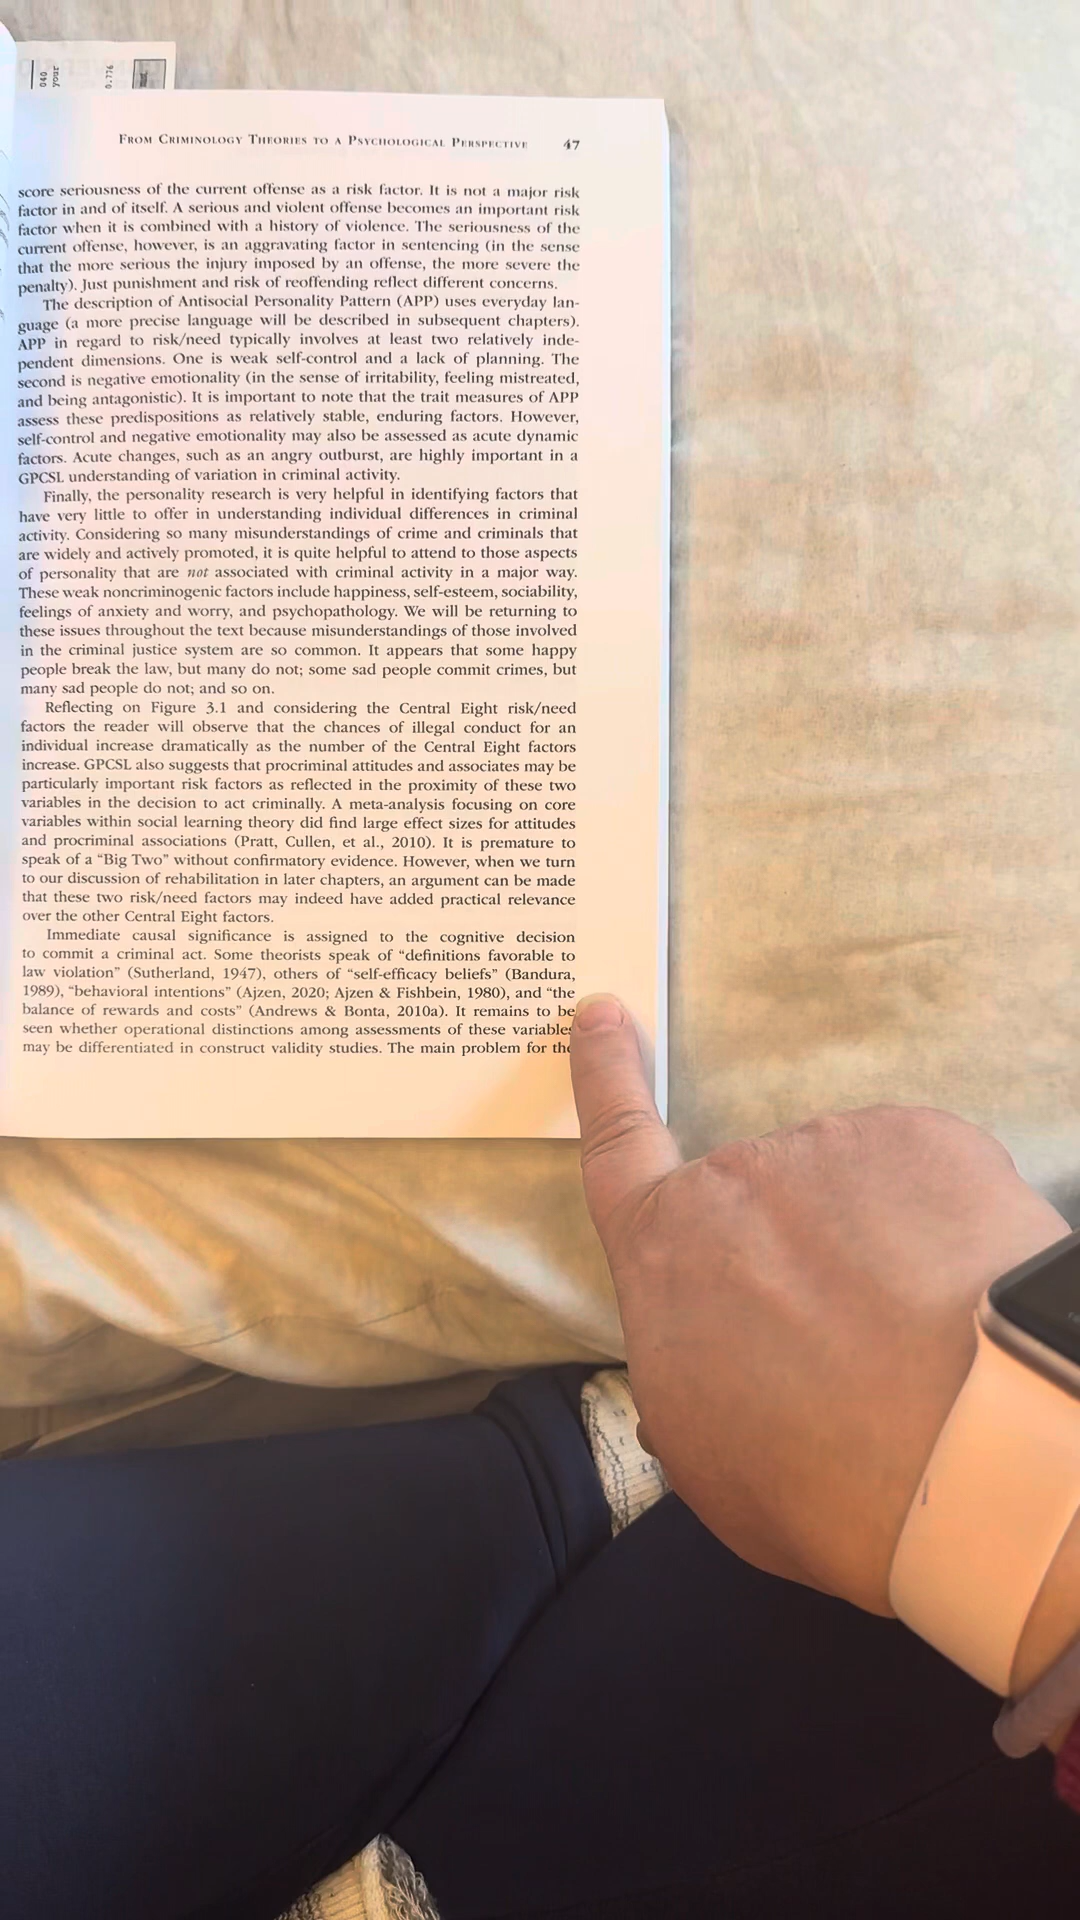 040
your
0.776
FROM CRIMINOLOGY THEORIES TO A PSYCHOLOGICAL PERSPECTIVE 47
score seriousness of the current offense as a risk factor. It is not a major risk
factor in and of itself. A serious and violent offense becomes an important risk
factor when it is combined with a history of violence. The seriousness of the
current offense, however, is an aggravating factor in sentencing (in the sense
that the more serious the injury imposed by an offense, the more severe the
penalty). Just punishment and risk of reoffending reflect different concerns.
The description of Antisocial Personality Pattern (APP) uses everyday lan-
guage (a more precise language will be described in subsequent chapters).
APP in regard to risk/need typically involves at least two relatively inde-
pendent dimensions. One is weak self-control and a lack of planning. The
second is negative emotionality (in the sense of irritability, feeling mistreated,
and being antagonistic). It is important to note that the trait measures of APP
assess these predispositions as relatively stable, enduring factors. However,
self-control and negative emotionality may also be assessed as acute dynamic
factors. Acute changes, such as an angry outburst, are highly important in a
GPCSL understanding of variation in criminal activity.
Finally, the personality research is very helpful in identifying factors that
have very little to offer in understanding individual differences in criminal
activity. Considering so many misunderstandings of crime and criminals that
are widely and actively promoted, it is quite helpful to attend to those aspects
of personality that are not associated with criminal activity in a major way.
These weak noncriminogenic factors include happiness, self-esteem, sociability,
feelings of anxiety and worry, and psychopathology. We will be returning to
these issues throughout the text because misunderstandings of those involved
in the criminal justice system are so common. It appears that some happy
people break the law, but many do not; some sad people commit crimes, but
many sad people do not; and so on.
Reflecting on Figure 3.1 and considering the Central Eight risk/need
factors the reader will observe that the chances of illegal conduct for an
individual increase dramatically as the number of the Central Eight factors
increase. GPCSL also suggests that procriminal attitudes and associates may be
particularly important risk factors as reflected in the proximity of these two
variables in the decision to act criminally. A meta-analysis focusing on core
variables within social learning theory did find large effect sizes for attitudes
and procriminal associations (Pratt, Cullen, et al., 2010). It is premature to
speak of a “Big Two” without confirmatory evidence. However, when we turn
to our discussion of rehabilitation in later chapters, an argument can be made
that these two risk/need factors may indeed have added practical relevance
over the other Central Eight factors.
Immediate causal significance is assigned to the cognitive decision
to commit a criminal act. Some theorists speak of “definitions favorable to
law violation” (Sutherland, 1947), others of “self-efficacy beliefs” (Bandura,
1989), “behavioral intentions” (Ajzen, 2020; Ajzen & Fishbein, 1980), and “the
balance of rewards and costs” (Andrews & Bonta, 2010a). It remains to be
seen whether operational distinctions among assessments of these variables
may be differentiated in construct validity studies. The main problem for the